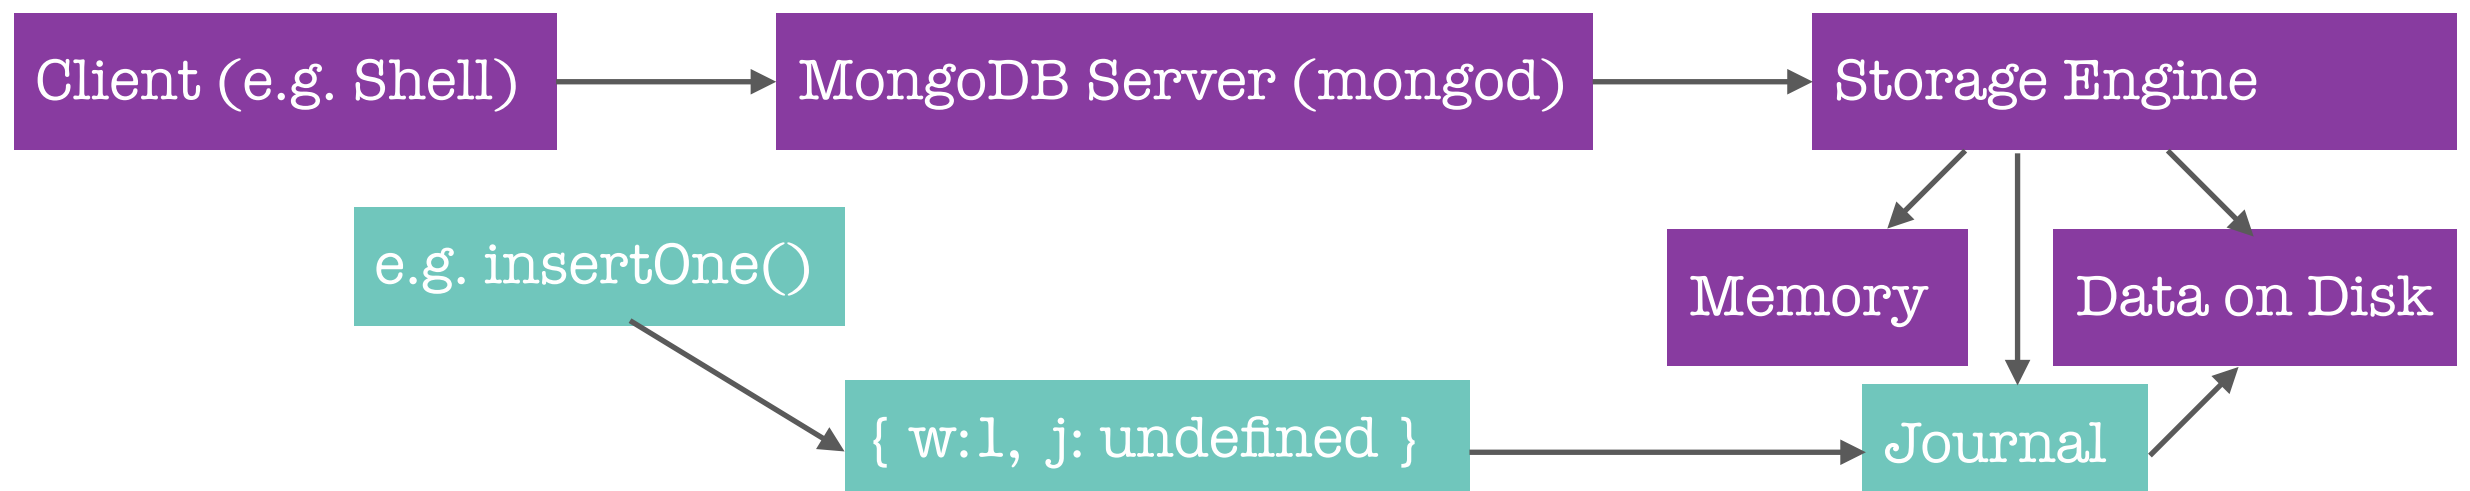 Client (e.g. Shell)
MongoDB Server (mongod)
Storage Engine
e.g. insertOne()
Memory
Data on Disk
{ w:1, j: undefined }
Journal